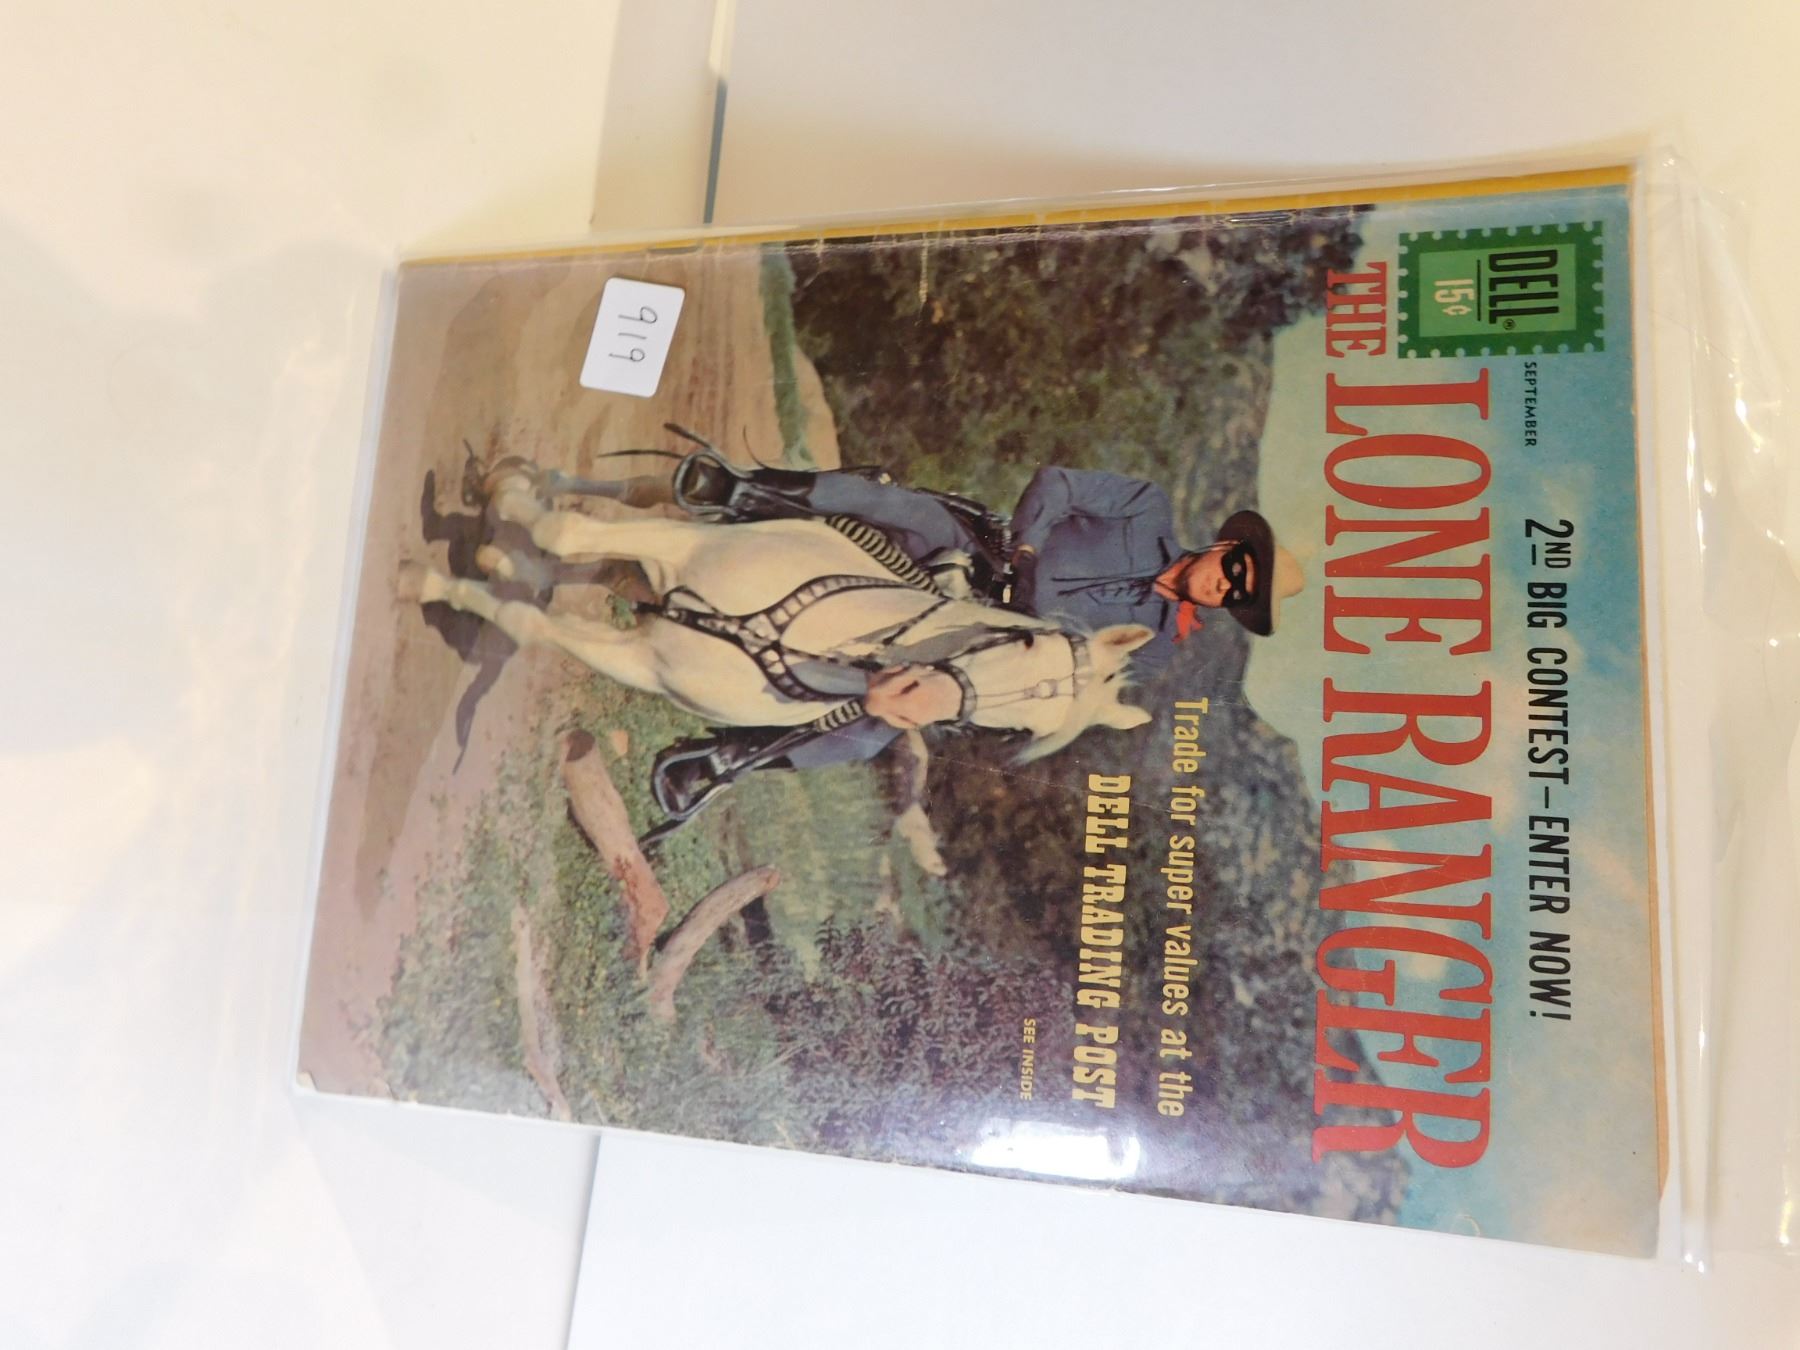 DELL
15¢
SEPTEMBER
2ND BIG CONTEST–ENTER NOW!
THE LONE RANGER
Trade for super values at the
DELL TRADING POST
SEE INSIDE
919